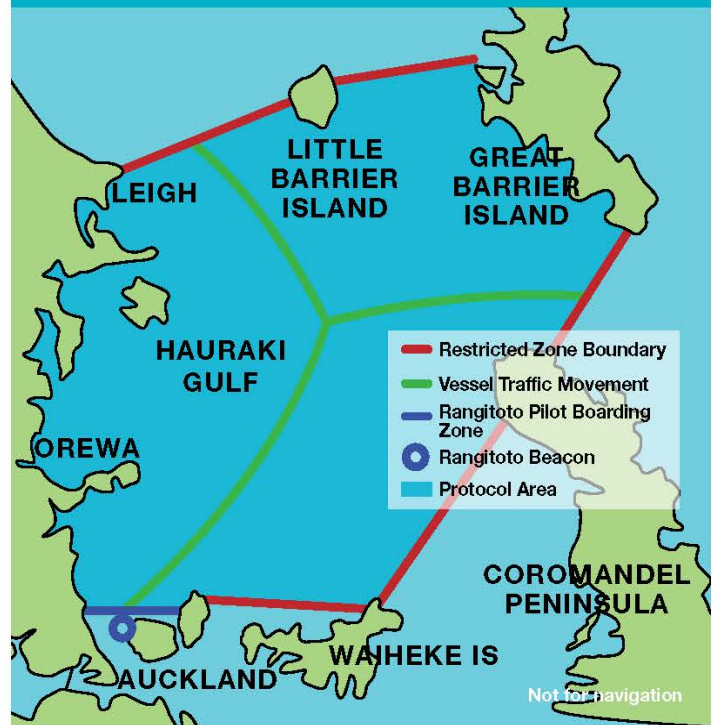 LITTLE
BARRIER
ISLAND
GREAT
BARRIER
ISLAND
LEIGH
HAURAKI
GULF
Restricted Zone Boundary
Vessel Traffic Movement
Rangitoto Pilot Boarding
Zone
Rangitoto Beacon
Protocol Area
OREWA
COROMANDEL
PENINSULA
WAIHEKE IS
AUCKLAND
Not for navigation